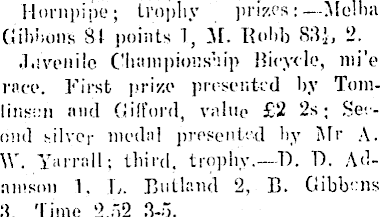 Hornpipe; trophy prizes:—Melba
Gibbons 84 points 1, M. Robb 83½, 2.
Juvenile Championship Bicycle, mile
race. First prize presented by Tom-
linson and Gifford, value £2 2s; Sec-
ond silver medal presented by Mr A.
W. Yarrall; third, trophy.—D. D. Ad-
amson 1, L. Butland 2, B. Gibbons
3. Time 2.52 3-5.